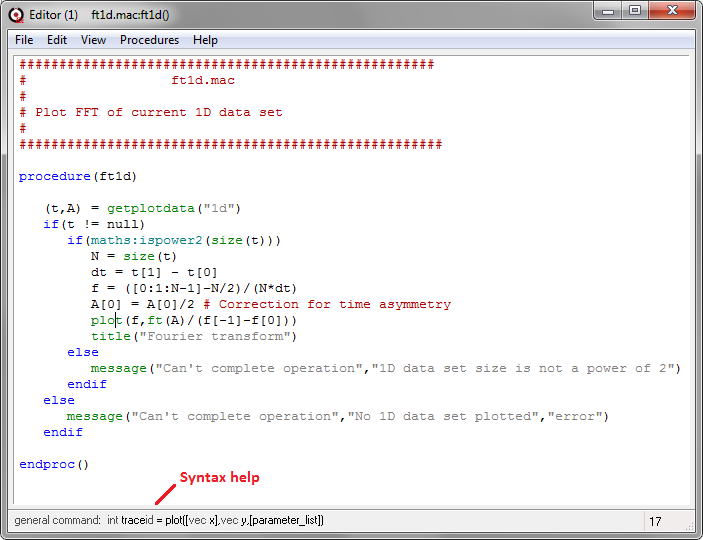 Editor (1) ft1d.mac:ft1d()
File Edit View Procedures Help
####################################################
# ft1d.mac
#
# Plot FFT of current 1D data set
#
#####################################################
procedure(ft1d)
(t,A) = getplotdata("1d")
if(t != null)
if(maths:ispower2(size(t)))
N = size(t)
dt = t[1] - t[0]
f = ([0:1:N-1]-N/2)/(N*dt)
A[0] = A[0]/2 # Correction for time asymmetry
plot(f,ft(A)/(f[-1]-f[0]))
title("Fourier transform")
else
message("Can't complete operation","1D data set size is not a power of 2")
endif
else
message("Can't complete operation","No 1D data set plotted","error")
endif
endproc()
Syntax help
general command: int traceid = plot([vec x],vec y,[parameter_list])
17